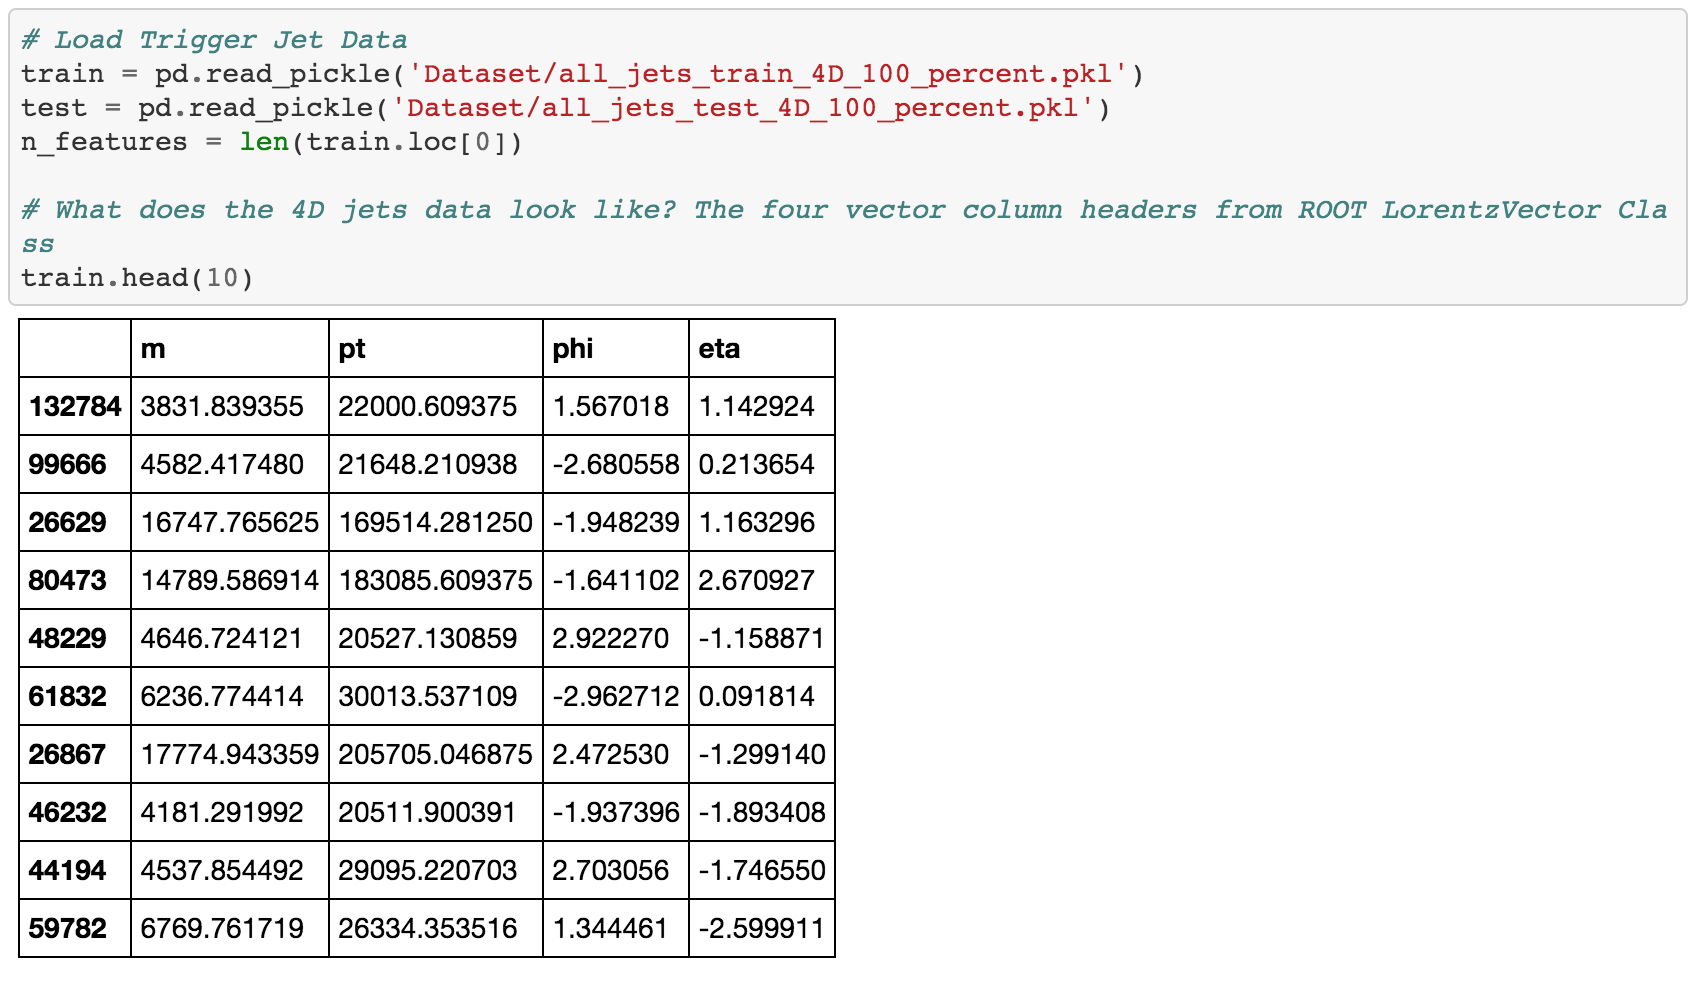 # Load Trigger Jet Data
train = pd.read_pickle('Dataset/all_jets_train_4D_100_percent.pkl')
test = pd.read_pickle('Dataset/all_jets_test_4D_100_percent.pkl')
n_features = len(train.loc[0])
# What does the 4D jets data look like? The four vector column headers from ROOT LorentzVector Cla
ss
train.head(10)
m pt phi eta
132784 3831.839355 22000.609375 1.567018 1.142924
99666 4582.417480 21648.210938 -2.680558 0.213654
26629 16747.765625 169514.281250 -1.948239 1.163296
80473 14789.586914 183085.609375 -1.641102 2.670927
48229 4646.724121 20527.130859 2.922270 -1.158871
61832 6236.774414 30013.537109 -2.962712 0.091814
26867 17774.943359 205705.046875 2.472530 -1.299140
46232 4181.291992 20511.900391 -1.937396 -1.893408
44194 4537.854492 29095.220703 2.703056 -1.746550
59782 6769.761719 26334.353516 1.344461 -2.599911